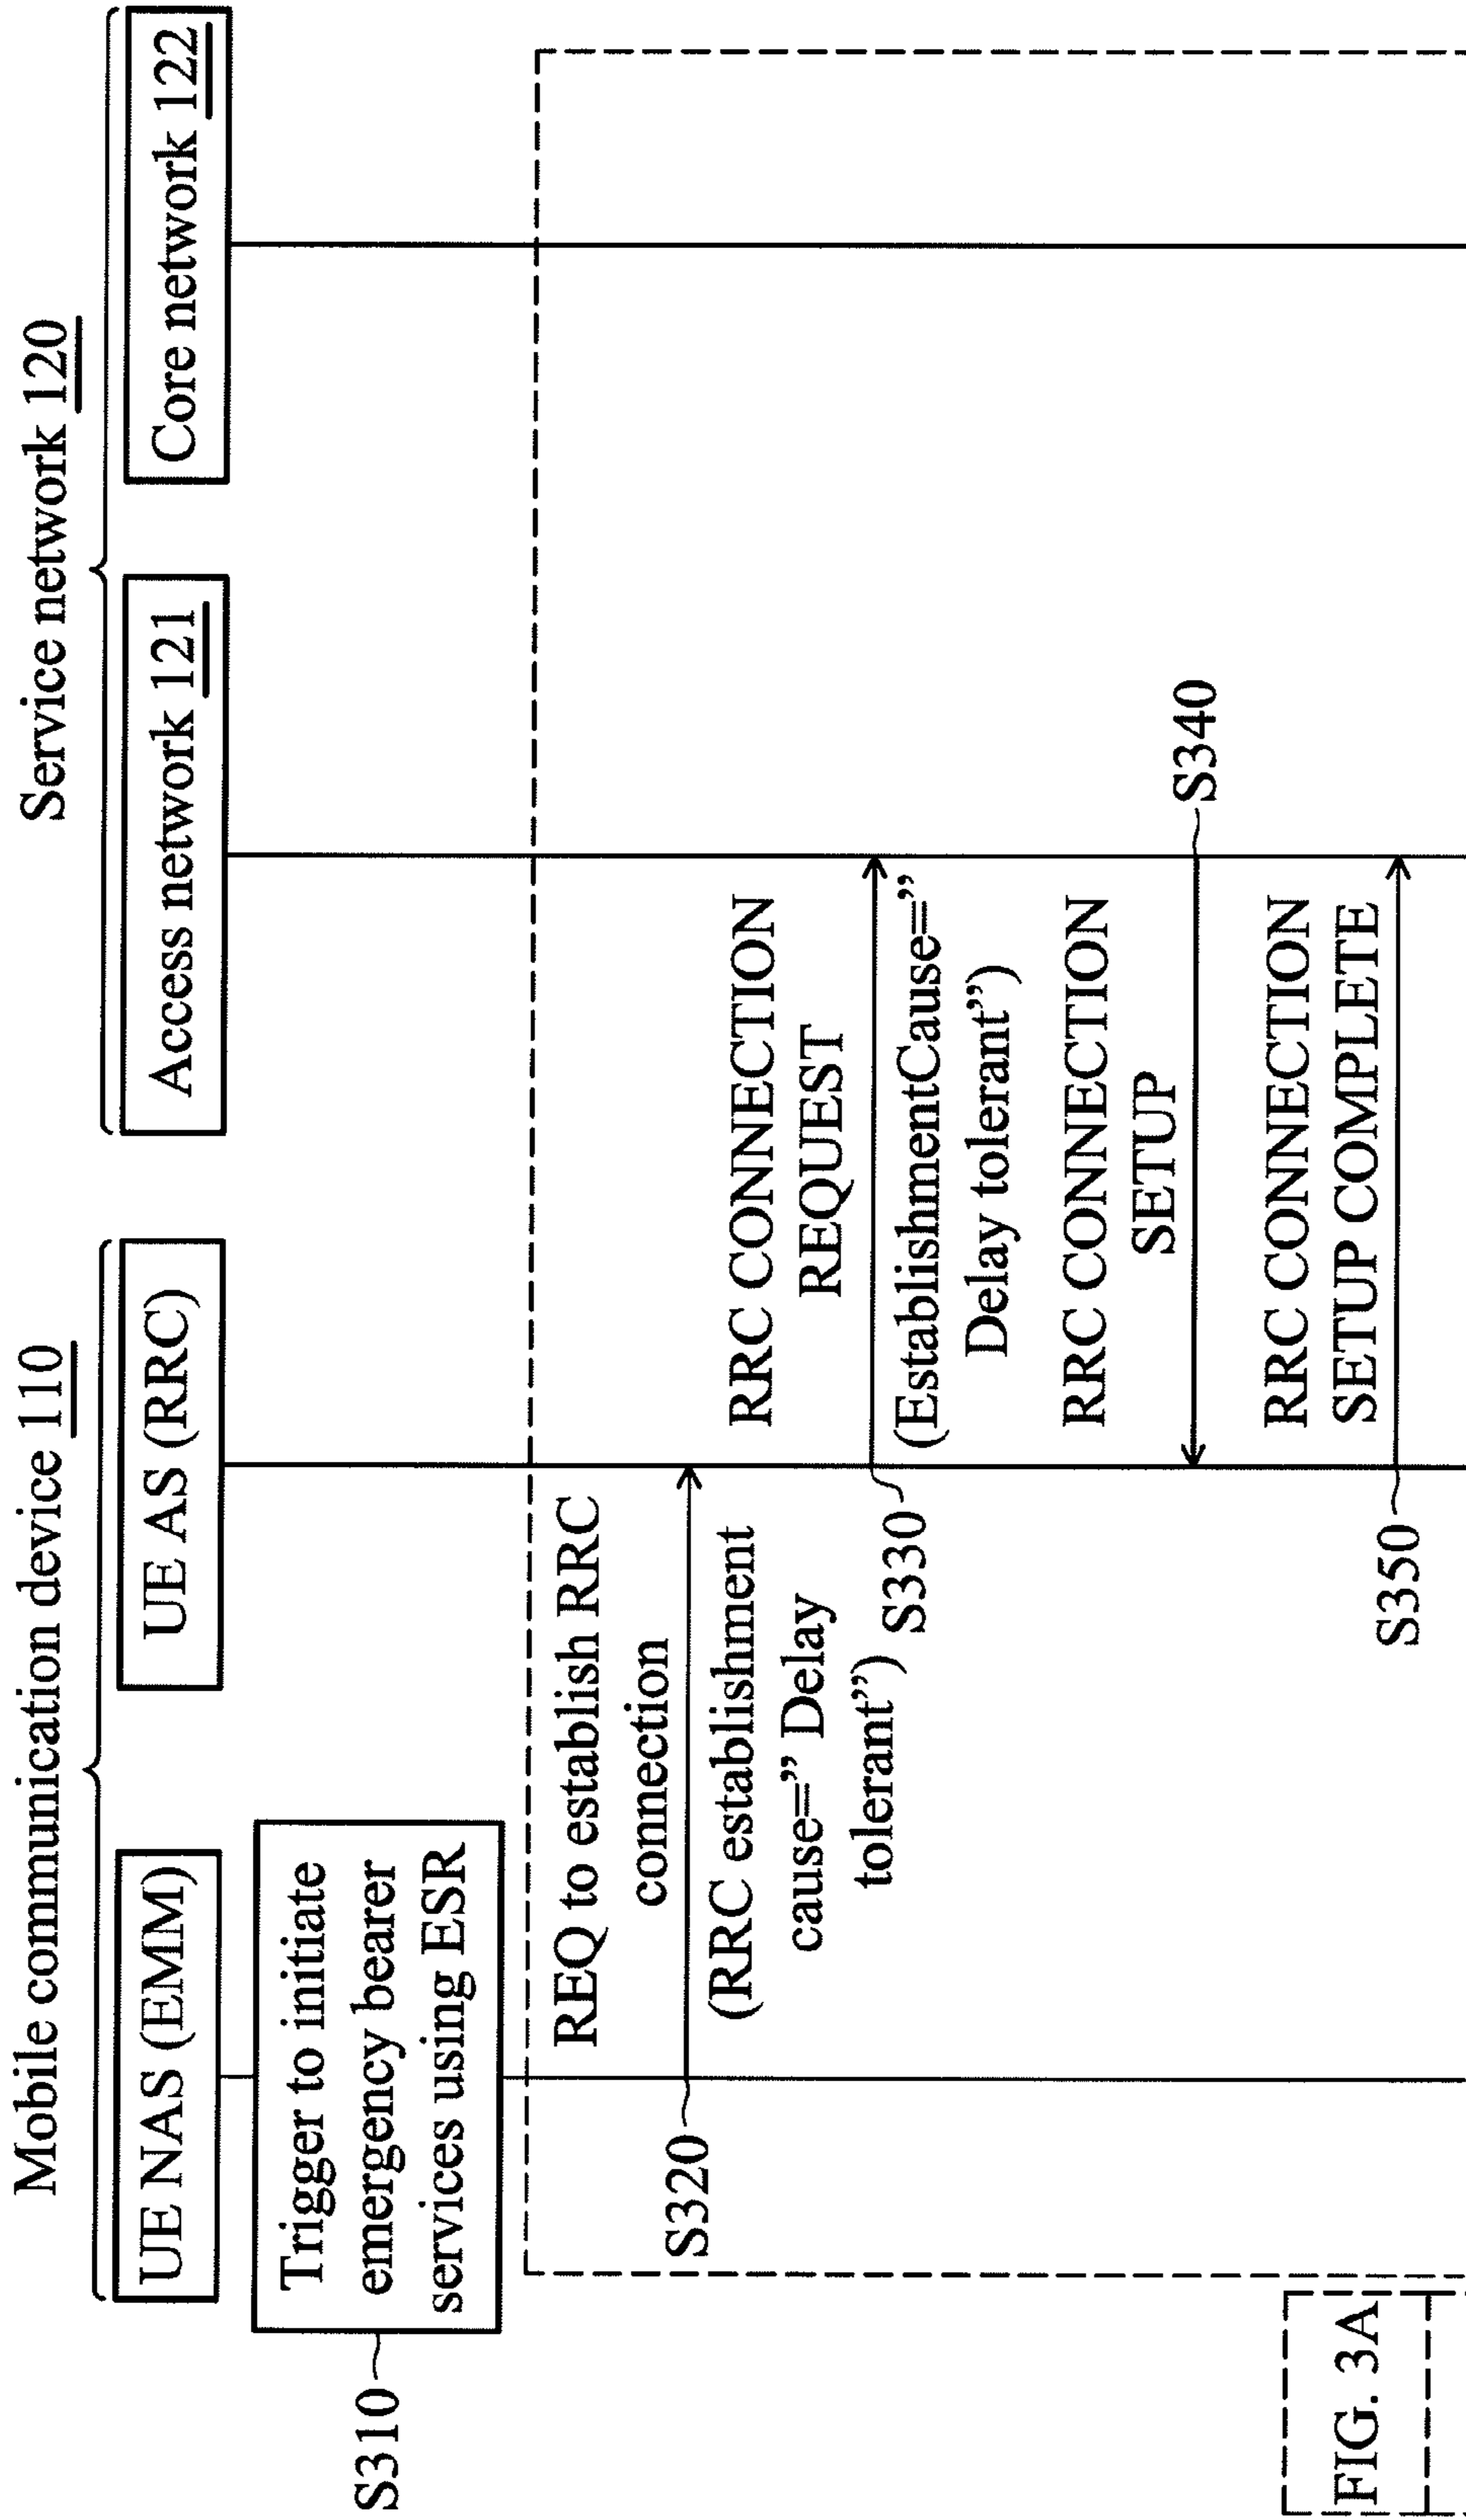 Mobile communication device 110
Service network 120
UE NAS (EMM)
UE AS (RRC)
Access network 121
Core network 122
S310
Trigger to initiate
emergency bearer
services using ESR
REQ to establish RRC
connection
S320
(RRC establishment
cause=” Delay
tolerant”)
RRC CONNECTION
REQUEST
S330
(EstablishmentCause=”
Delay tolerant”)
RRC CONNECTION
SETUP
S340
RRC CONNECTION
SETUP COMPLETE
S350
FIG. 3A